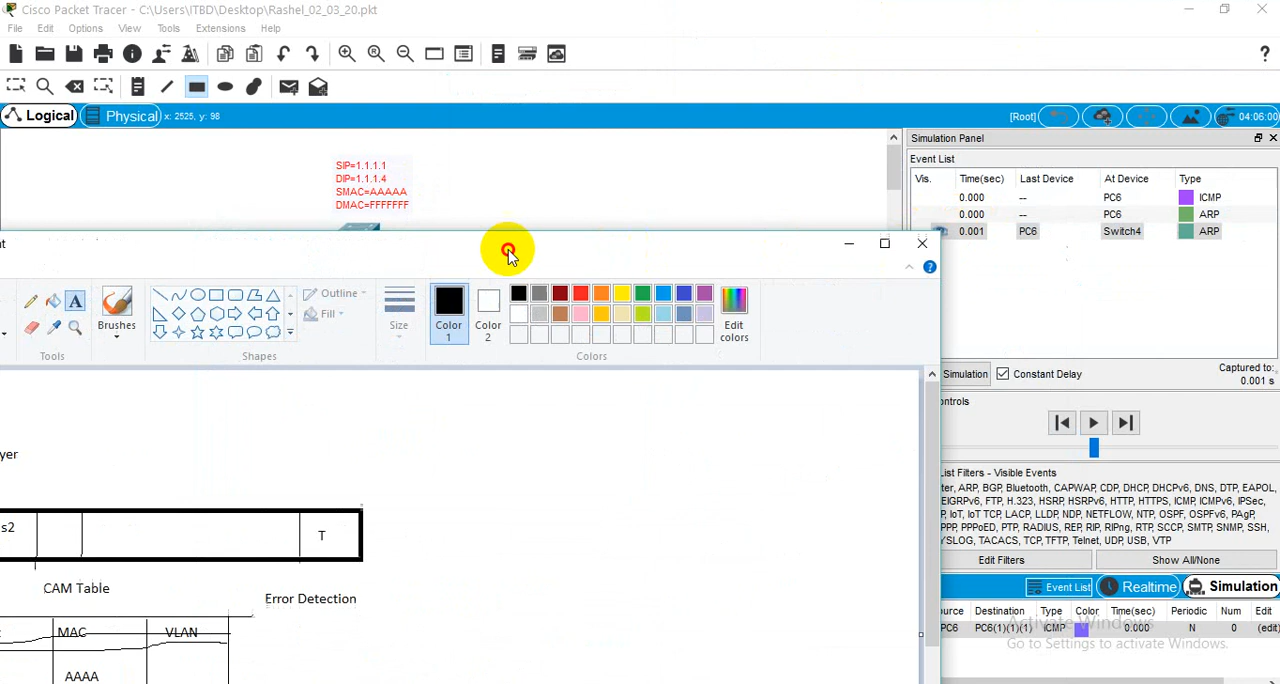 Cisco Packet Tracer - C:\Users\ITBD\Desktop\Rashel_02_03_20.pkt
File Edit Options View Tools Extensions Help
Logical Physical x: 2525, y: 98 [Root] 04:06:00
Simulation Panel
Event List
Vis. Time(sec) Last Device At Device Type
0.000 -- PC6 ICMP
0.000 -- PC6 ARP
0.001 PC6 Switch4 ARP
SIP=1.1.1.1
DIP=1.1.1.4
SMAC=AAAAA
DMAC=FFFFFFF
Outline
Fill
Brushes
Size
Color 1
Color 2
Edit colors
Tools Shapes Colors
Simulation Constant Delay Captured to:
0.001 s
ontrols
List Filters - Visible Events
ter, ARP, BGP, Bluetooth, CAPWAP, CDP, DHCP, DHCPv6, DNS, DTP, EAPOL,
EIGRPv6, FTP, H.323, HSRP, HSRPv6, HTTP, HTTPS, ICMP, ICMPv6, IPSec,
P, IoT, IoT TCP, LACP, LLDP, NDP, NETFLOW, NTP, OSPF, OSPFv6, PAgP,
PPP, PPPoED, PTP, RADIUS, REP, RIP, RIPng, RTP, SCCP, SMTP, SNMP, SSH,
YSLOG, TACACS, TCP, TFTP, Telnet, UDP, USB, VTP
Edit Filters Show All/None
Event List Realtime Simulation
ource Destination Type Color Time(sec) Periodic Num Edit
PC6 PC6(1)(1)(1) ICMP 0.000 N 0 (edit)
Activate Windows
Go to Settings to activate Windows.
yer
s2 T
CAM Table
Error Detection
MAC VLAN
AAAA